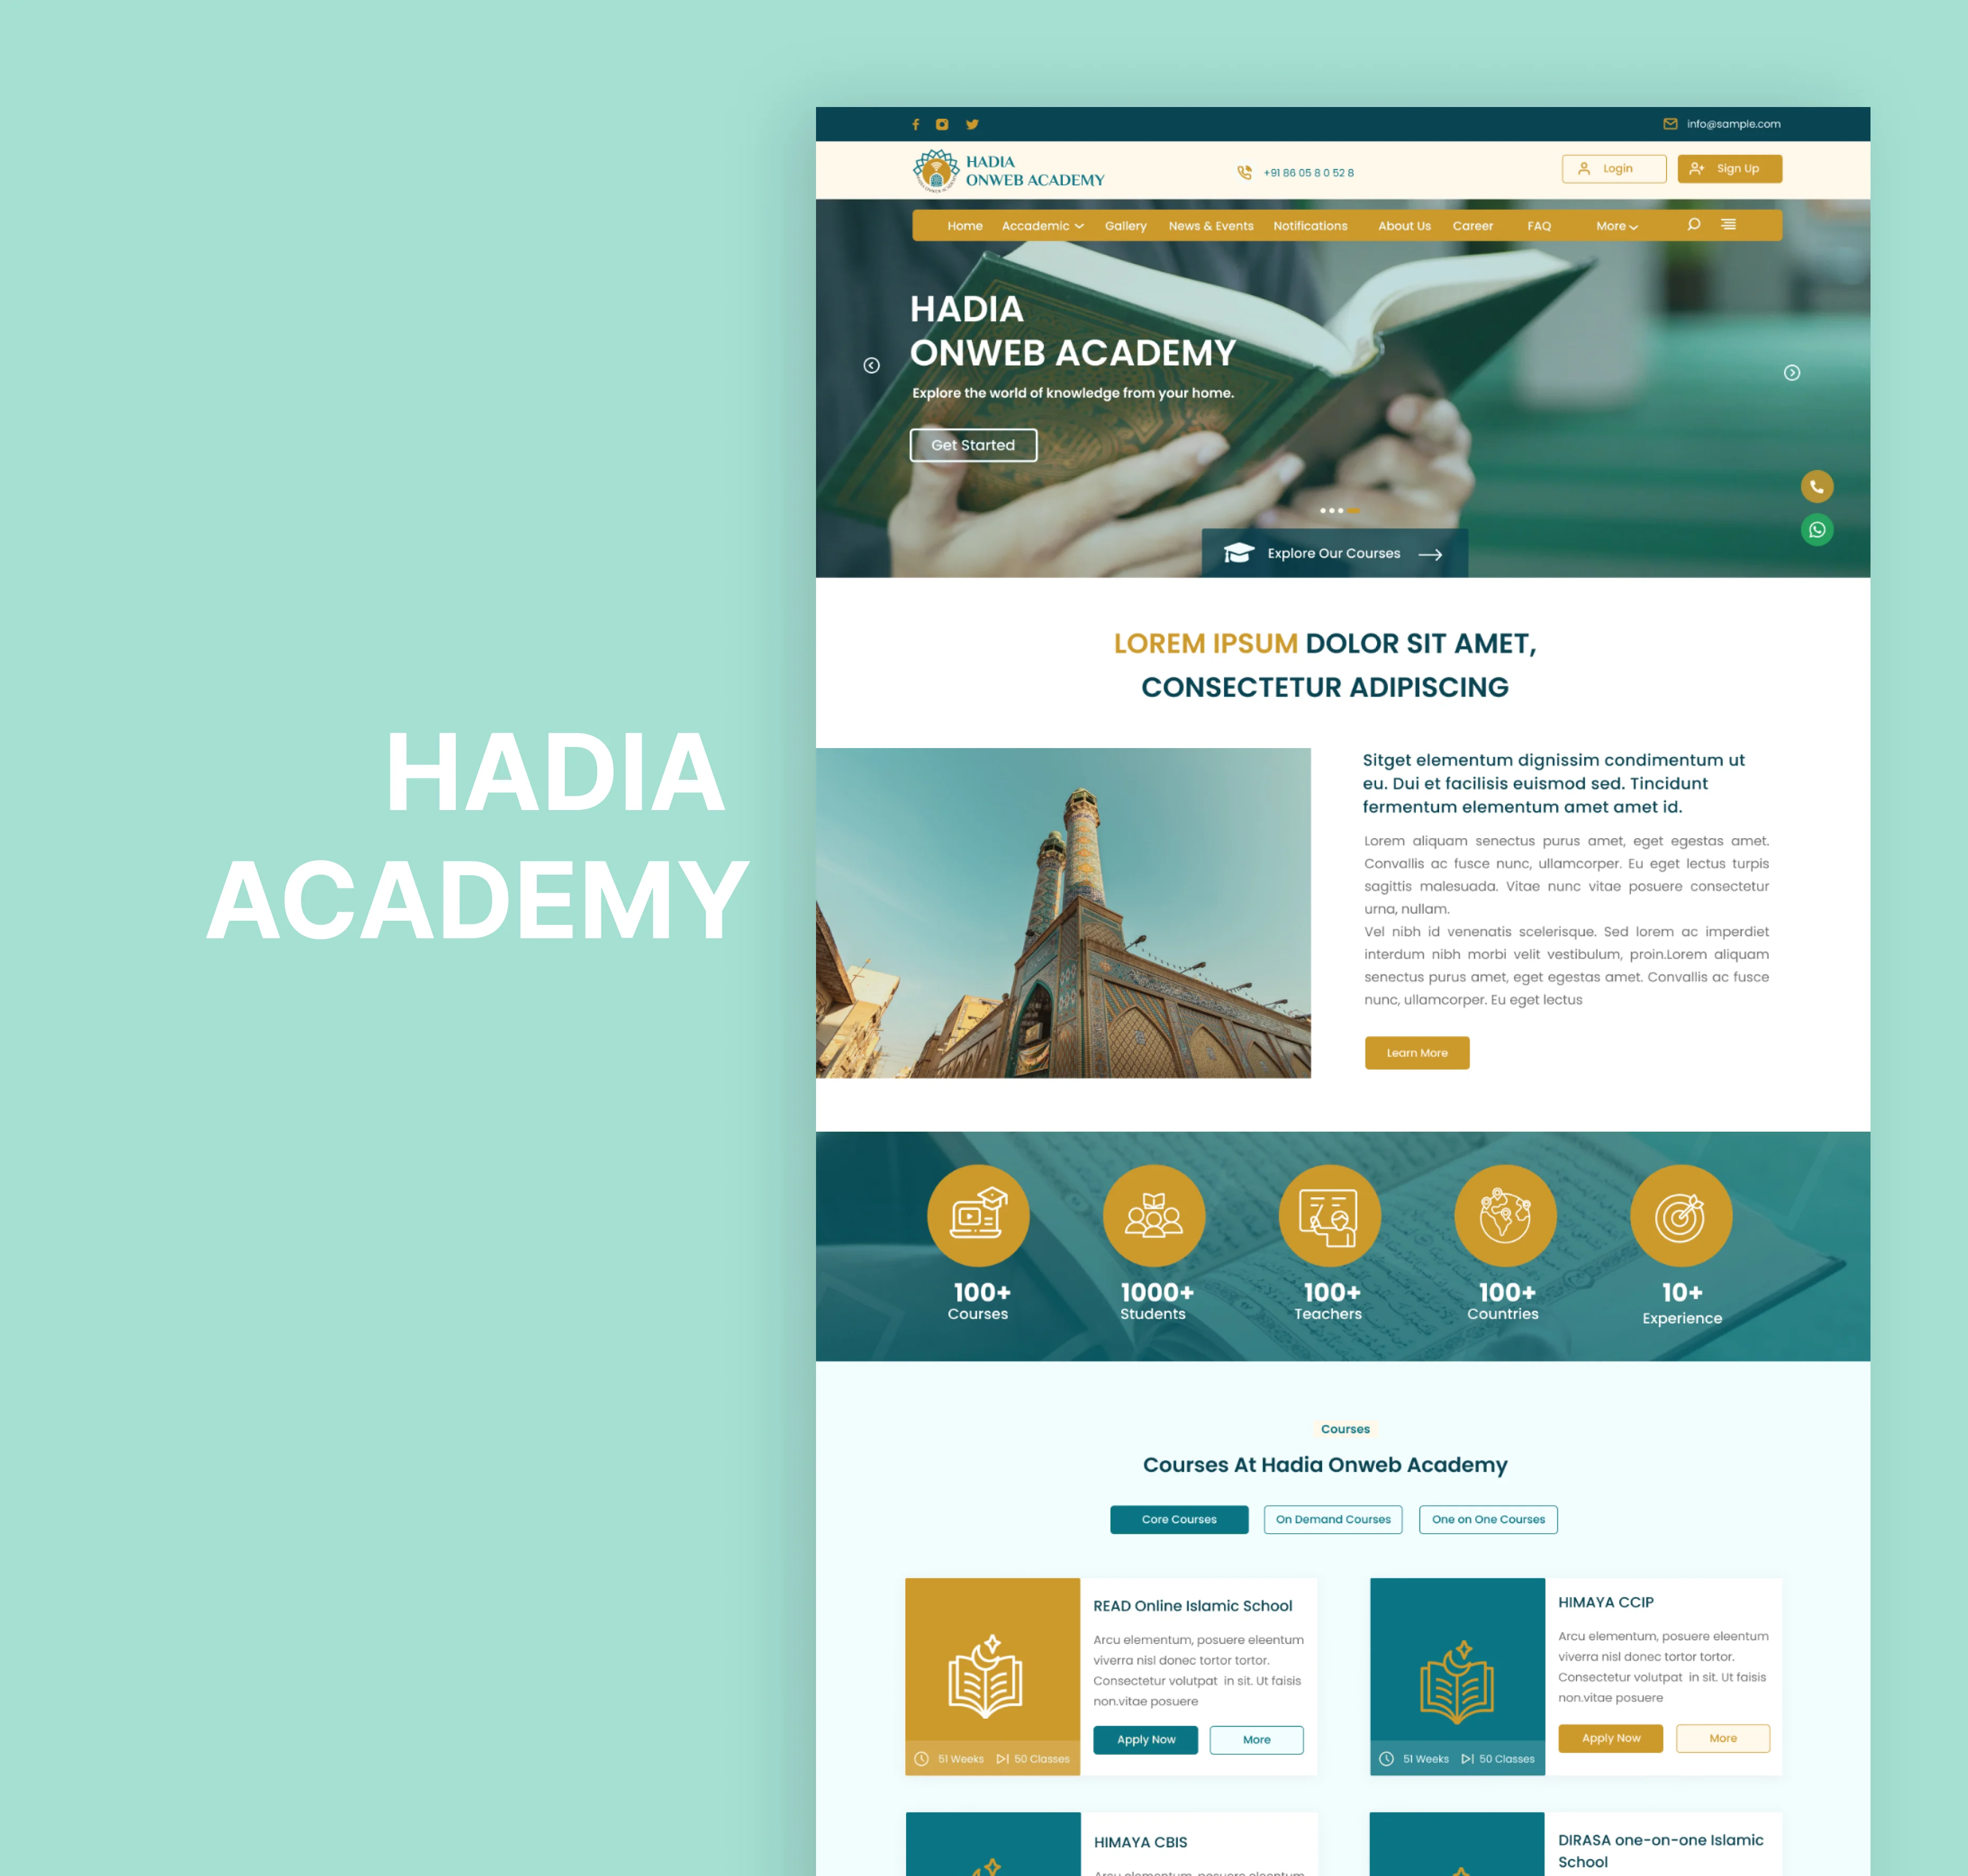 HADIA
ACADEMY
info@sample.com
HADIA
ONWEB ACADEMY
+91 86 05 8 0 52 8
Login
Sign Up
Home Accademic Gallery News & Events Notifications About Us Career FAQ More
HADIA
ONWEB ACADEMY
Explore the world of knowledge from your home.
Get Started
Explore Our Courses
LOREM IPSUM DOLOR SIT AMET,
CONSECTETUR ADIPISCING
Sitget elementum dignissim condimentum ut
eu. Dui et facilisis euismod sed. Tincidunt
fermentum elementum amet amet id.
Lorem aliquam senectus purus amet, eget egestas amet.
Convallis ac fusce nunc, ullamcorper. Eu eget lectus turpis
sagittis malesuada. Vitae nunc vitae posuere consectetur
urna, nullam.
Vel nibh id venenatis scelerisque. Sed lorem ac imperdiet
interdum nibh morbi velit vestibulum, proin.Lorem aliquam
senectus purus amet, eget egestas amet. Convallis ac fusce
nunc, ullamcorper. Eu eget lectus
Learn More
100+
Courses
1000+
Students
100+
Teachers
100+
Countries
10+
Experience
Courses
Courses At Hadia Onweb Academy
Core Courses
On Demand Courses
One on One Courses
READ Online Islamic School
Arcu elementum, posuere eleentum
viverra nisl donec tortor tortor.
Consectetur volutpat in sit. Ut faisis
non.vitae posuere
Apply Now
More
51 Weeks
50 Classes
HIMAYA CCIP
Arcu elementum, posuere eleentum
viverra nisl donec tortor tortor.
Consectetur volutpat in sit. Ut faisis
non.vitae posuere
Apply Now
More
51 Weeks
50 Classes
HIMAYA CBIS
DIRASA one-on-one Islamic
School